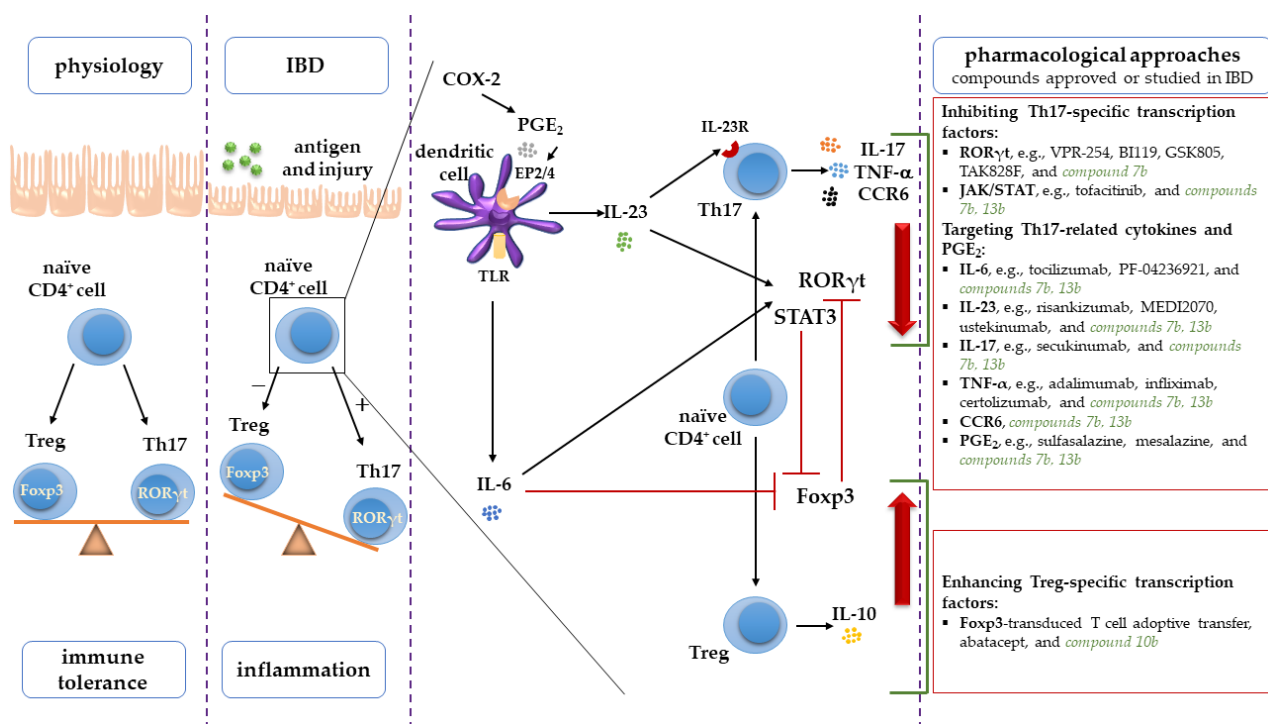 physiology
naïve
CD4⁺ cell
Treg
Th17
Foxp3
RORγt
immune
tolerance
IBD
antigen
and injury
naïve
CD4⁺ cell
−
+
Treg
Th17
Foxp3
RORγt
inflammation
COX-2
PGE₂
dendritic
cell
EP2/4
TLR
IL-23
IL-6
IL-23R
Th17
IL-17
TNF-α
CCR6
RORγt
STAT3
naïve
CD4⁺ cell
Foxp3
Treg
IL-10
pharmacological approaches
compounds approved or studied in IBD
Inhibiting Th17-specific transcription
factors:
▪ RORγt, e.g., VPR-254, BI119, GSK805,
TAK828F, and compound 7b
▪ JAK/STAT, e.g., tofacitinib, and compounds
7b, 13b
Targeting Th17-related cytokines and
PGE₂:
▪ IL-6, e.g., tocilizumab, PF-04236921, and
compounds 7b, 13b
▪ IL-23, e.g., risankizumab, MEDI2070,
ustekinumab, and compounds 7b, 13b
▪ IL-17, e.g., secukinumab, and compounds
7b, 13b
▪ TNF-α, e.g., adalimumab, infliximab,
certolizumab, and compounds 7b, 13b
▪ CCR6, compounds 7b, 13b
▪ PGE₂, e.g., sulfasalazine, mesalazine, and
compounds 7b, 13b
Enhancing Treg-specific transcription
factors:
▪ Foxp3-transduced T cell adoptive transfer,
abatacept, and compound 10b